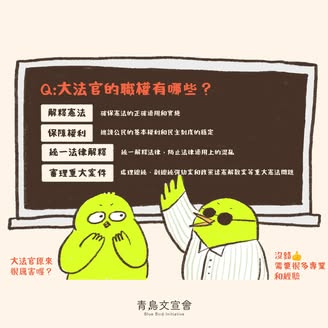 Q:大法官的職權有哪些？
解釋憲法 確保憲法的正確適用和實施
保障權利 維護公民的基本權利和民主制度的穩定
統一法律解釋 統一解釋法律，防止法律適用上的混亂
審理重大案件 處理總統、副總統彈劾案和政黨違憲解散案等重大憲法問題
大法官原來
很厲害喔？
沒錯👍
需要很多專業
和經驗
青鳥文宣會
Blue Bird Initiative